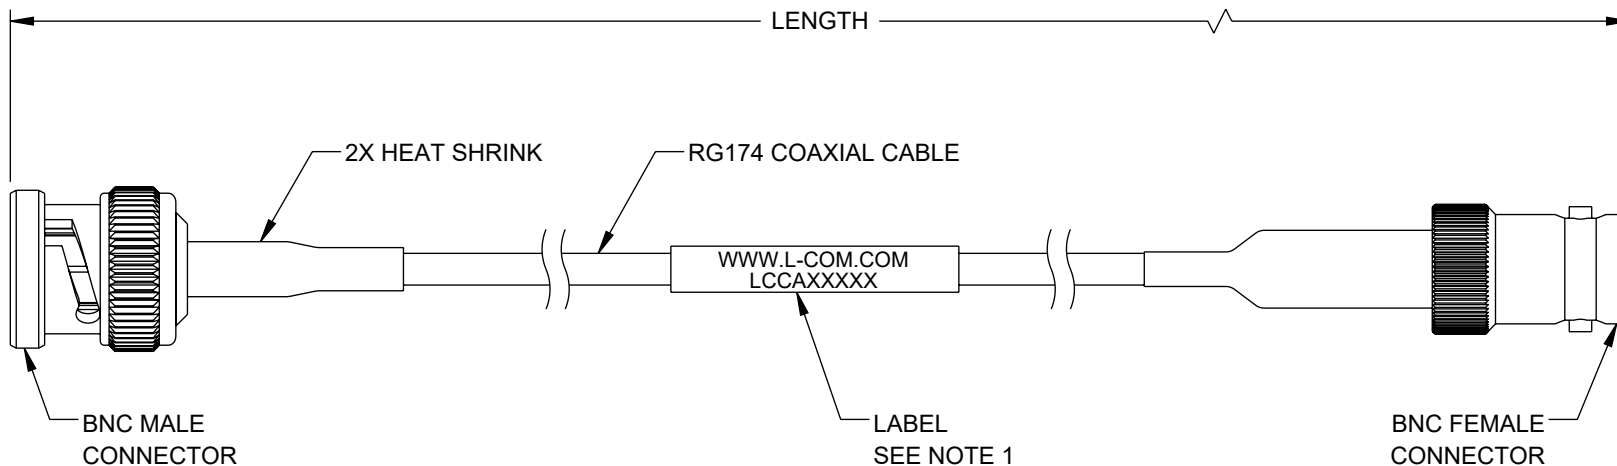 LENGTH
2X HEAT SHRINK
RG174 COAXIAL CABLE
WWW.L-COM.COM
LCCAXXXXX
BNC MALE
CONNECTOR
LABEL
SEE NOTE 1
BNC FEMALE
CONNECTOR